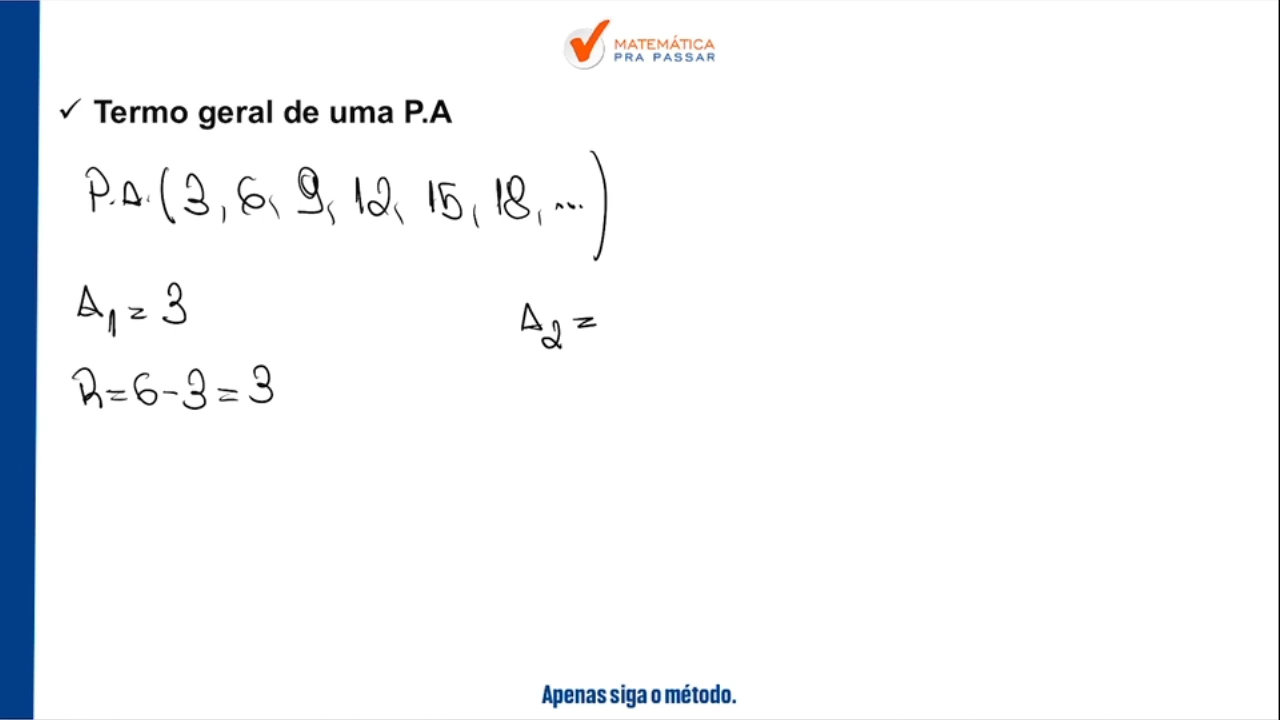 MATEMÁTICA
PRA PASSAR
✓ Termo geral de uma P.A
P.A. (3, 6, 9, 12, 15, 18, ...)
A₁ = 3
A₂ =
R = 6 - 3 = 3
Apenas siga o método.